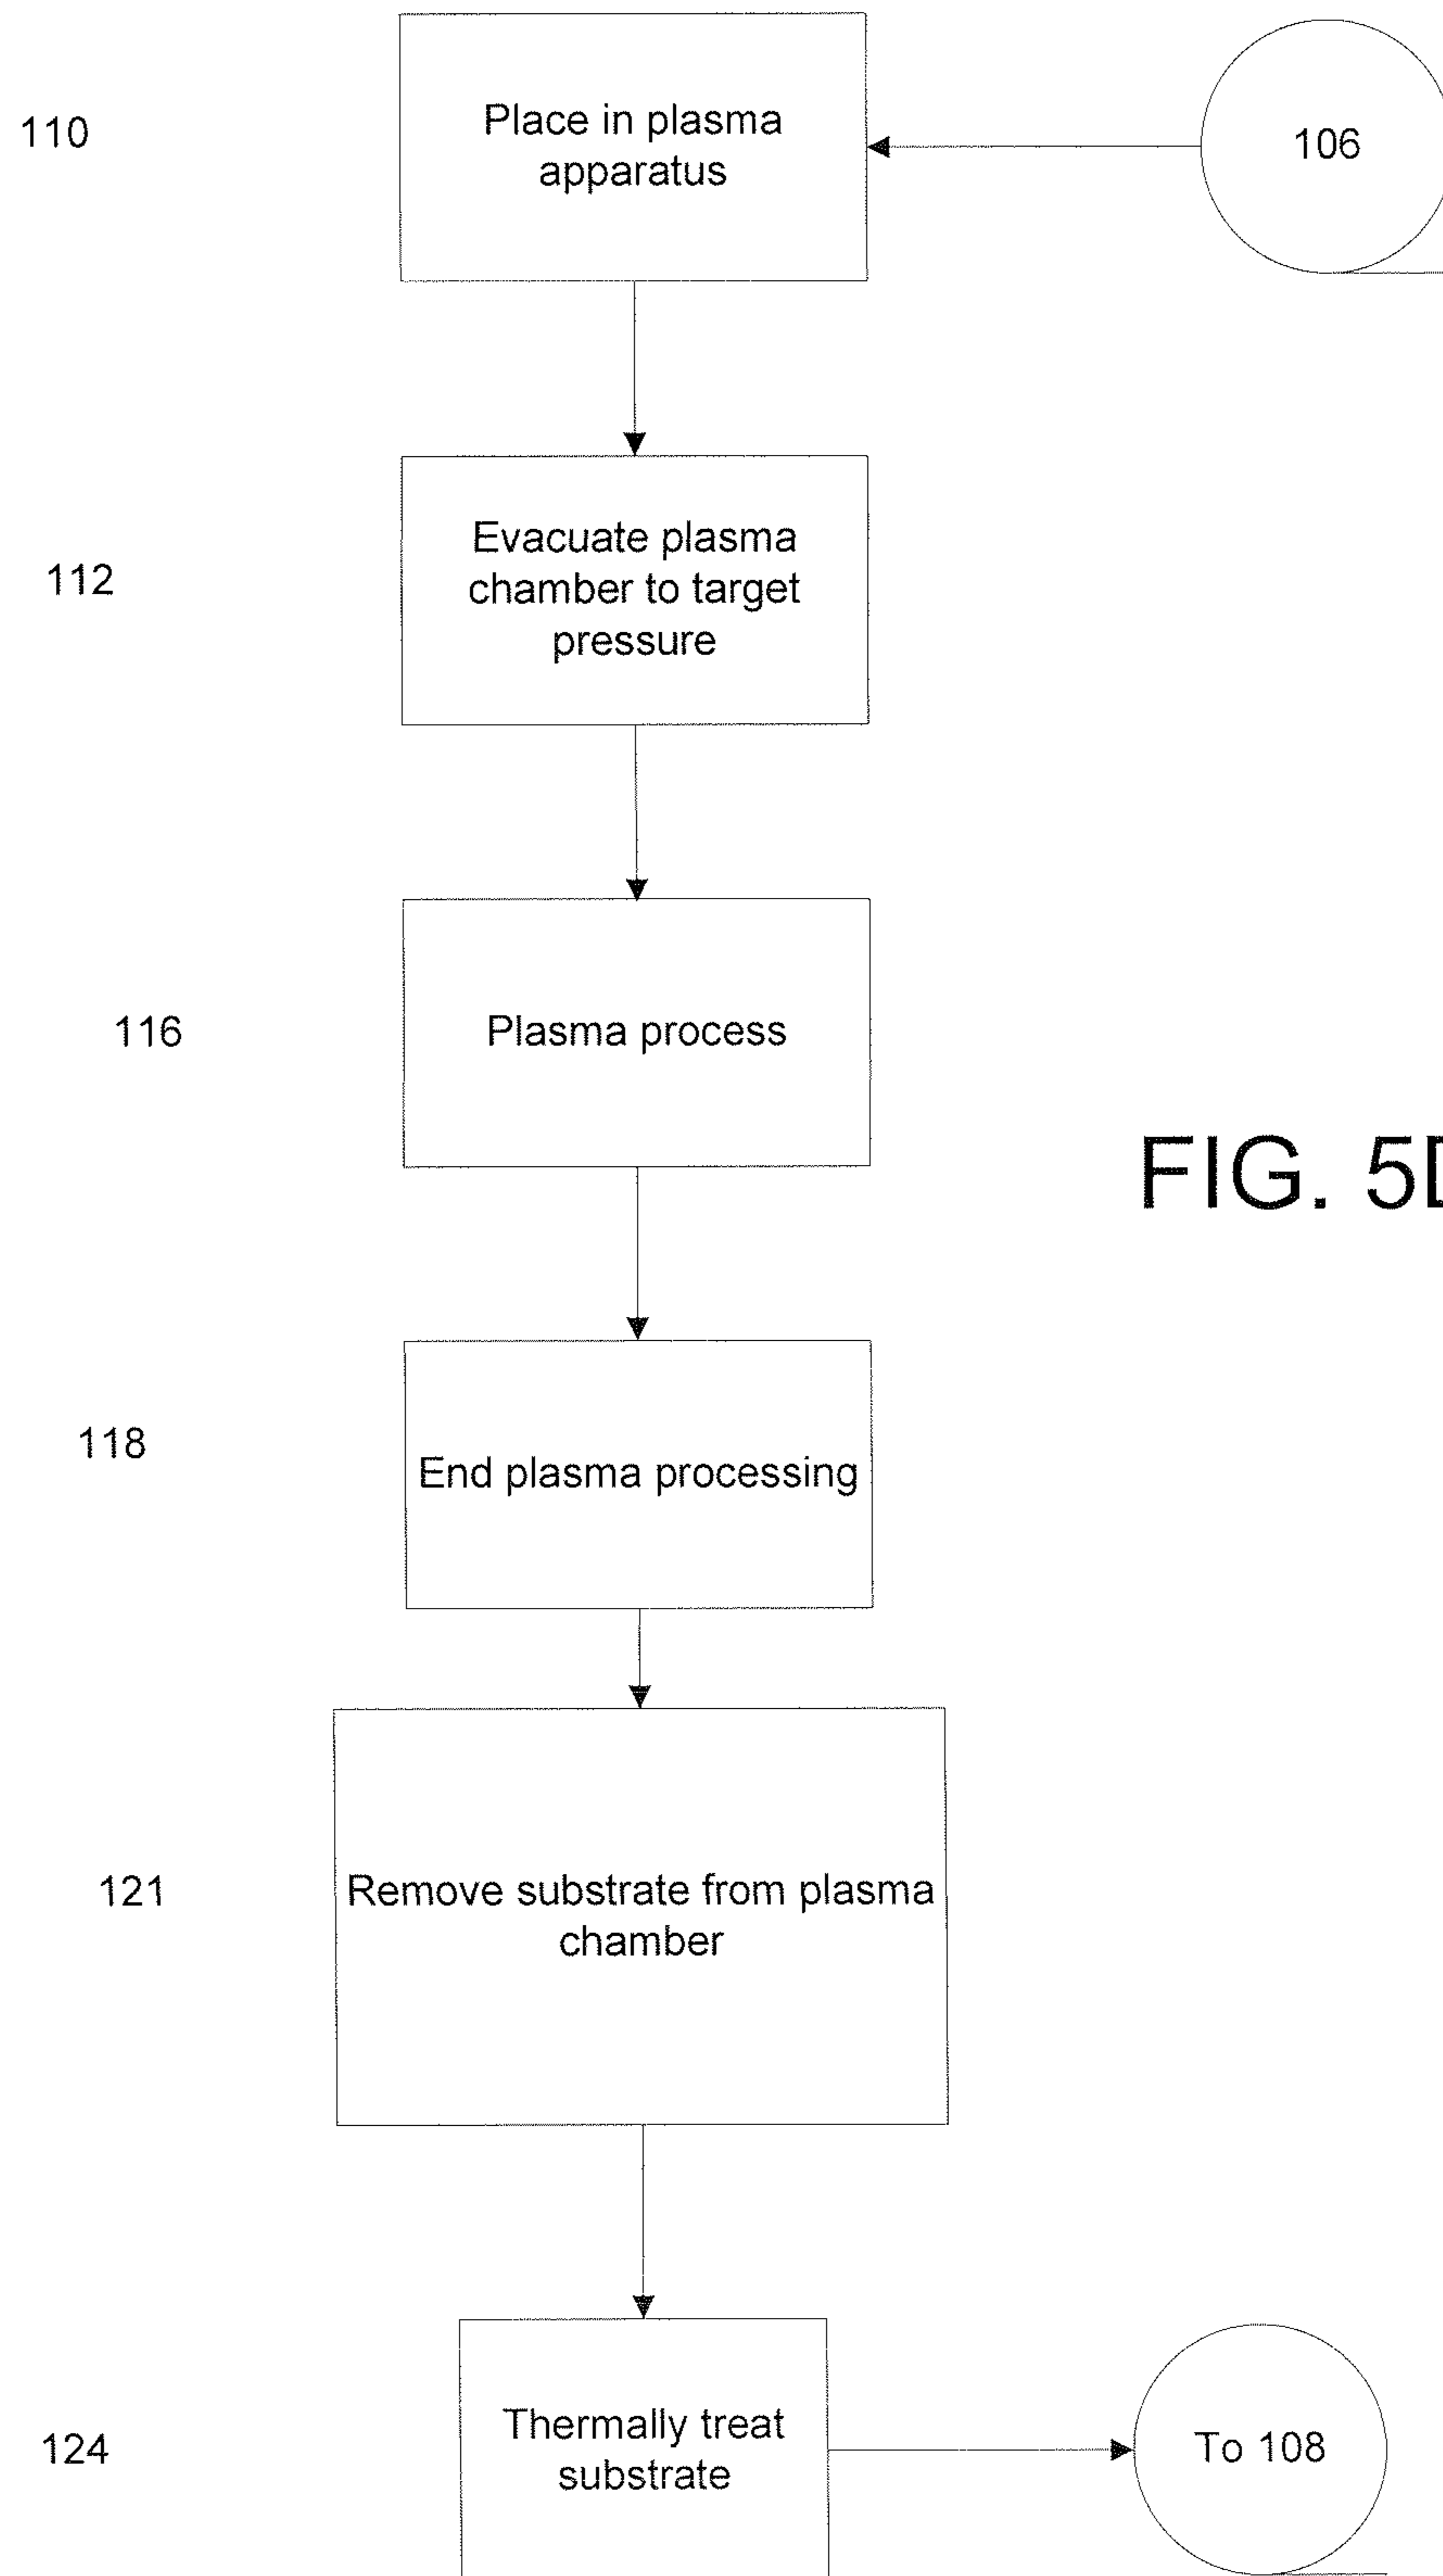 110
Place in plasma
apparatus
106
112
Evacuate plasma
chamber to target
pressure
116
Plasma process
FIG. 5D
118
End plasma processing
121
Remove substrate from plasma
chamber
124
Thermally treat
substrate
To 108